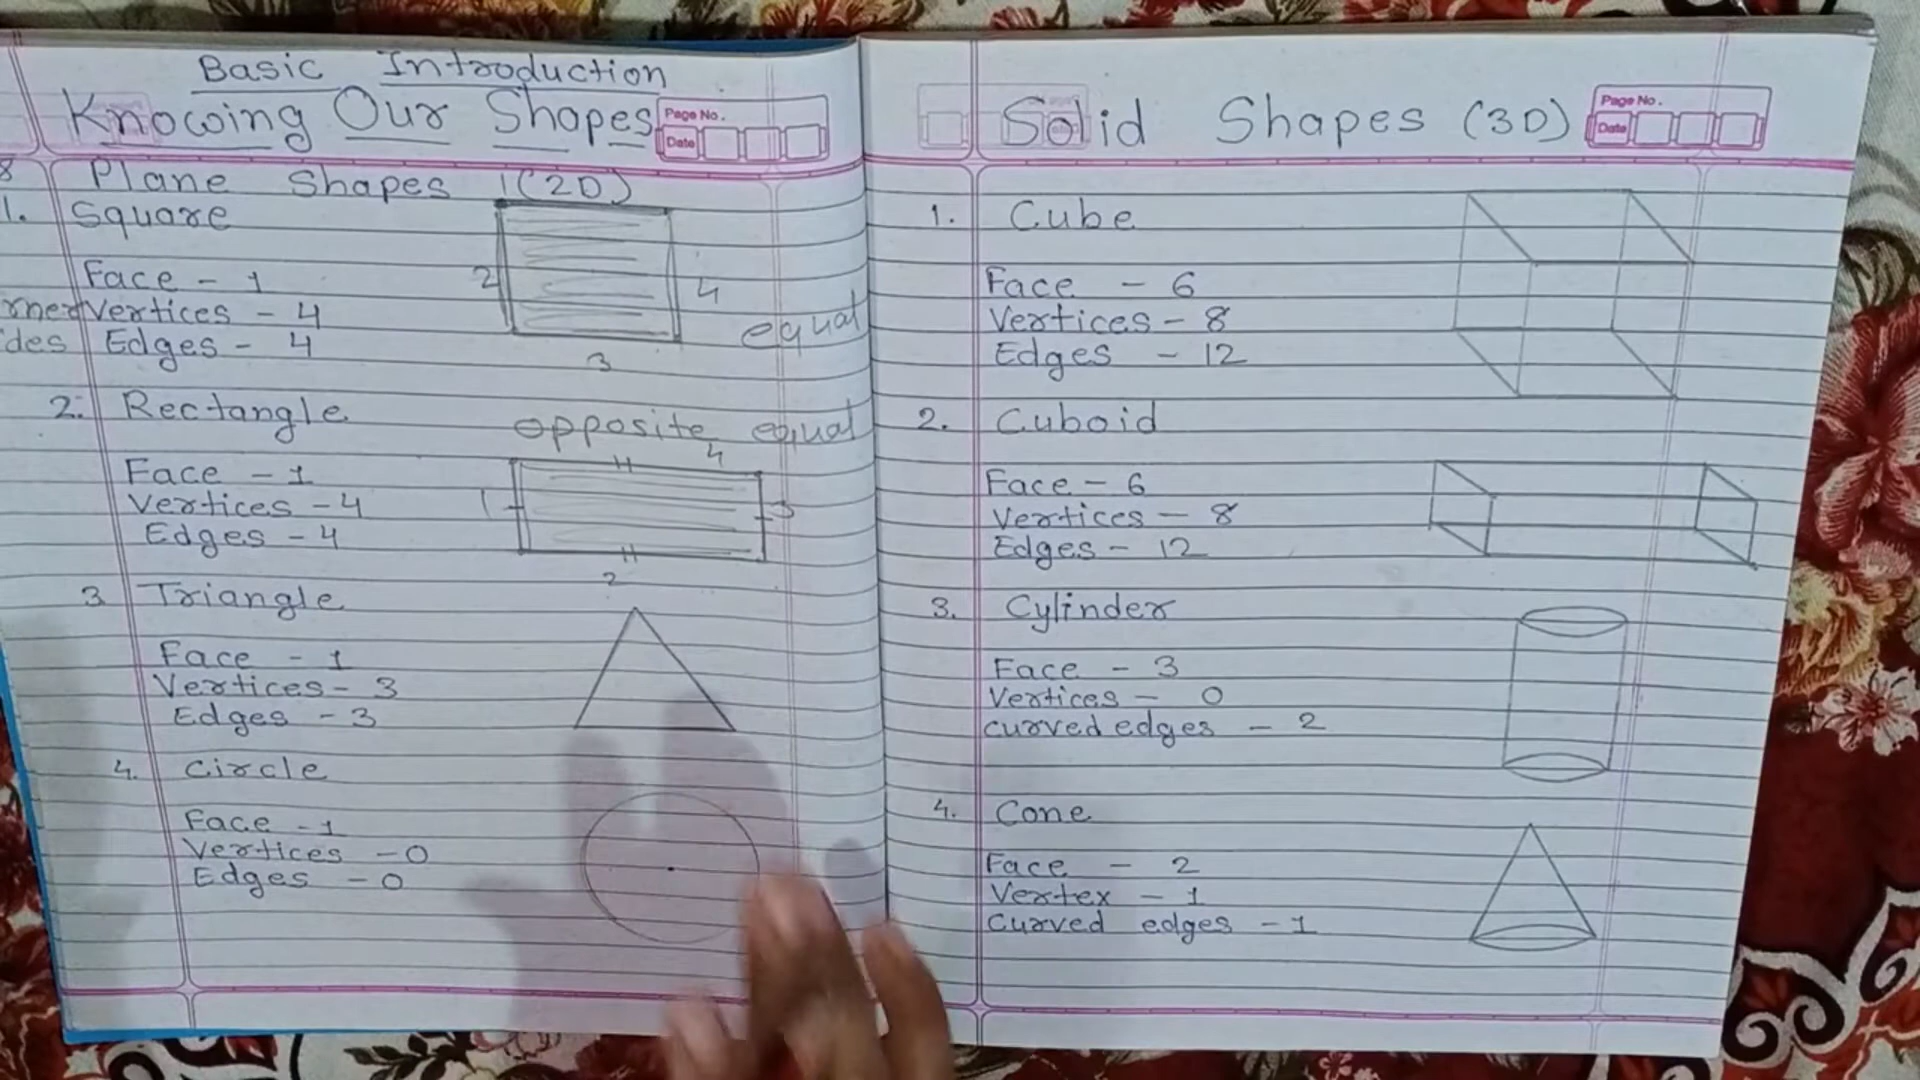 Basic Introduction
Knowing Our Shapes
Page No.
Date
8 Plane Shapes (2D)
1. Square
Face - 1
2
4
Vertices - 4
equal
des Edges - 4
3
2. Rectangle
opposite equal
4
Face - 1
Vertices - 4
1
3
Edges - 4
2
3 Triangle
Face - 1
Vertices - 3
Edges - 3
4. Circle
Face - 1
Vertices - 0
Edges - 0
Solid Shapes (3D)
Page No.
Date
1. Cube
Face - 6
Vertices - 8
Edges - 12
2. Cuboid
Face - 6
Vertices - 8
Edges - 12
3. Cylinder
Face - 3
Vertices - 0
curved edges - 2
4. Cone
Face - 2
Vertex - 1
Curved edges - 1